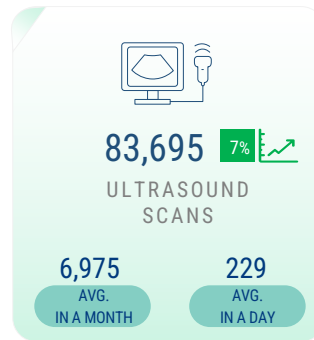 83,695 7%
ULTRASOUND
SCANS
6,975 229
AVG. AVG.
IN A MONTH IN A DAY